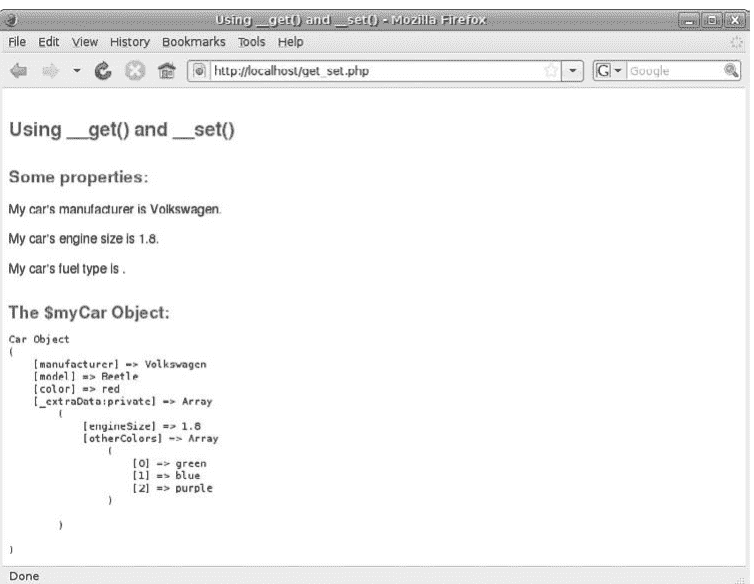 Using __get() and __set() - Mozilla Firefox
File Edit View History Bookmarks Tools Help
http://localhost/get_set.php
G Google
Using __get() and __set()
Some properties:
My car's manufacturer is Volkswagen.
My car's engine size is 1.8.
My car's fuel type is .
The $myCar Object:
Car Object
(
[manufacturer] => Volkswagen
[model] => Beetle
[color] => red
[_extraData:private] => Array
(
[engineSize] => 1.8
[otherColors] => Array
(
[0] => green
[1] => blue
[2] => purple
)
)
)
Done